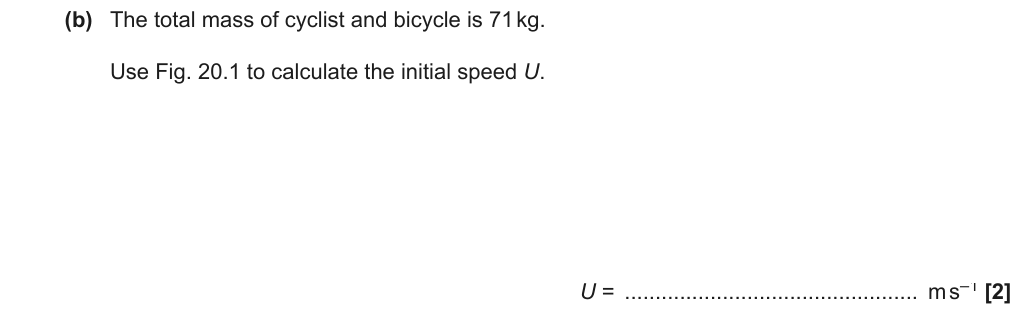 (b) The total mass of cyclist and bicycle is 71 kg.
Use Fig. 20.1 to calculate the initial speed U.
U = ................................................ m s⁻¹ [2]